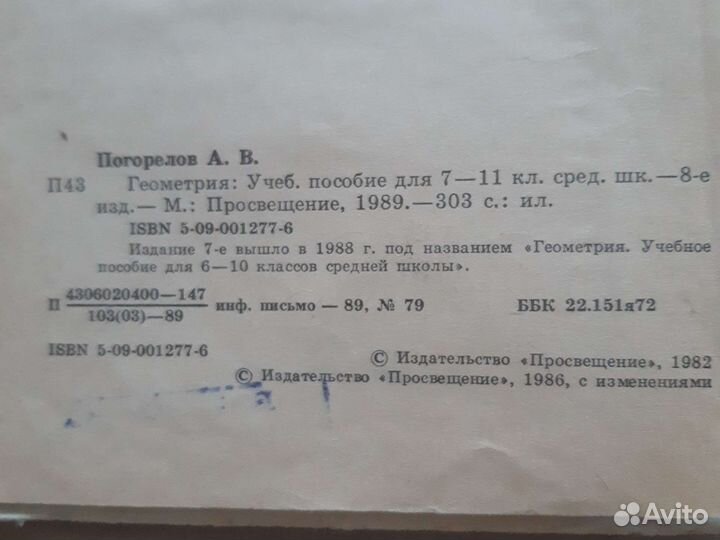 Погорелов А. В.
П43 Геометрия: Учеб. пособие для 7—11 кл. сред. шк.—8-е
изд.— М.: Просвещение, 1989.—303 с.: ил.
ISBN 5-09-001277-6
Издание 7-е вышло в 1988 г. под названием «Геометрия. Учебное
пособие для 6—10 классов средней школы».
П 4306020400—147
103(03)—89 инф. письмо — 89, № 79 ББК 22.151я72
ISBN 5-09-001277-6
© Издательство «Просвещение», 1982
© Издательство «Просвещение», 1986, с изменениями
Avito